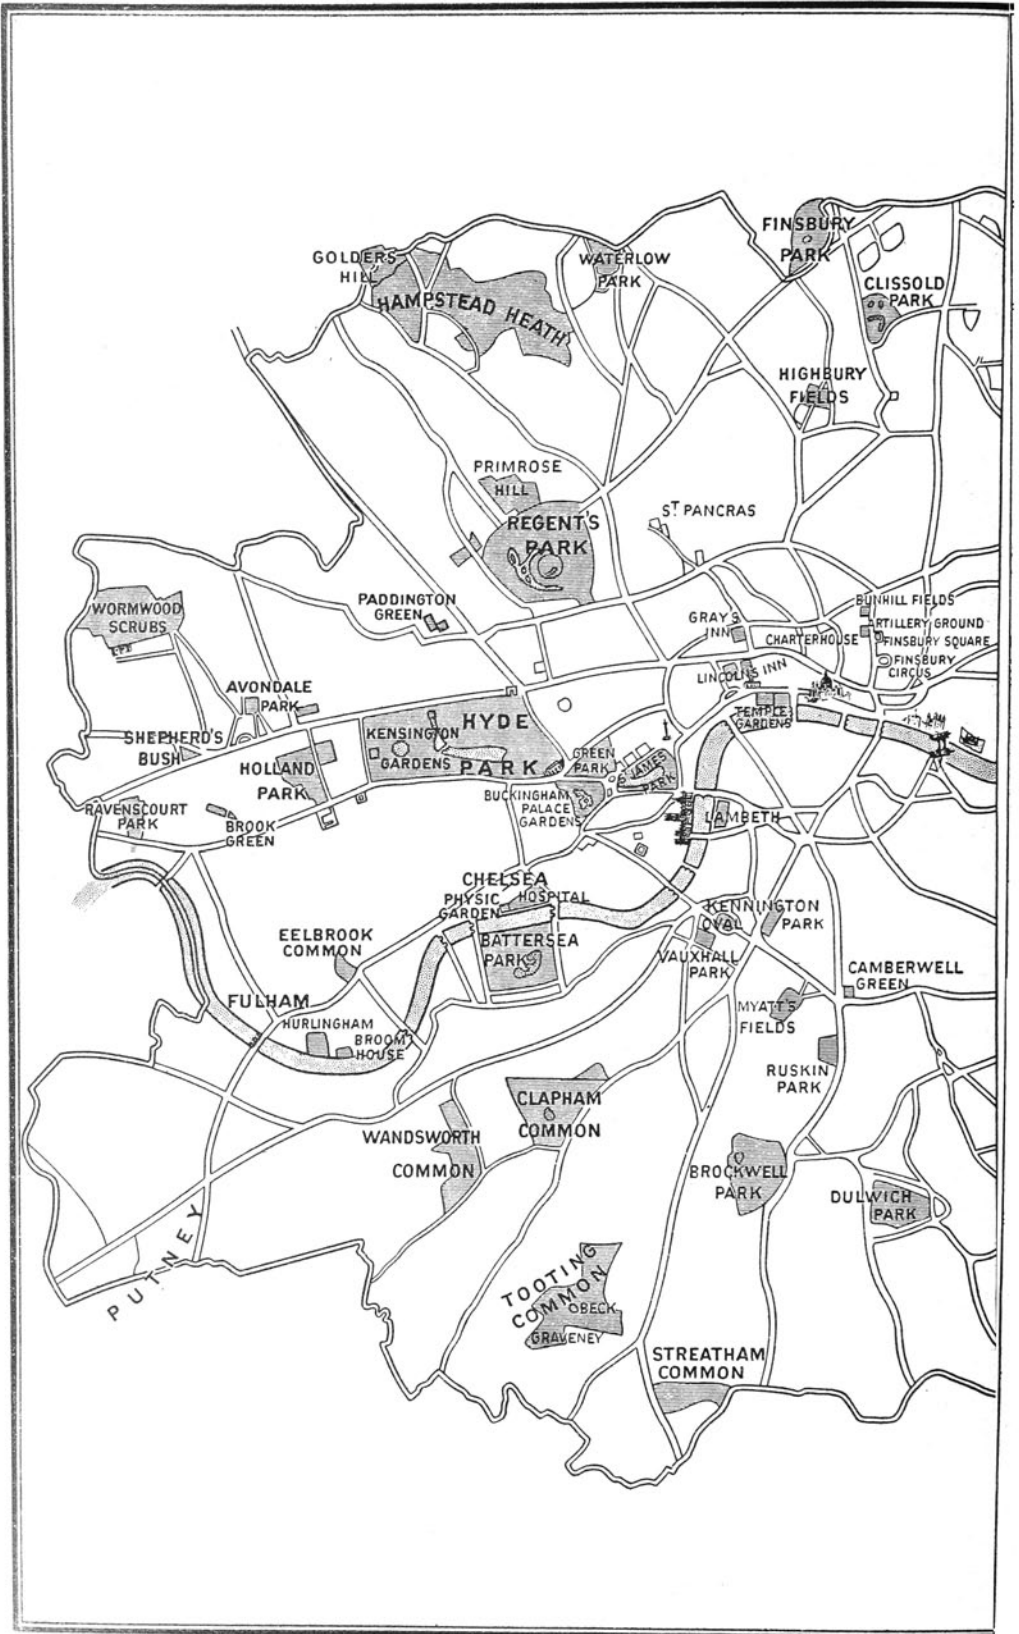 FINSBURY
PARK
GOLDERS
HILL
WATERLOW
PARK
HAMPSTEAD HEATH
CLISSOLD
PARK
HIGHBURY
FIELDS
PRIMROSE
HILL
REGENT'S
PARK
ST PANCRAS
WORMWOOD
SCRUBS
PADDINGTON
GREEN
GRAYS
INN
BUNHILL FIELDS
ARTILLERY GROUND
CHARTERHOUSE
FINSBURY SQUARE
FINSBURY
CIRCUS
LINCOLNS INN
AVONDALE
PARK
TEMPLE
GARDENS
HYDE
PARK
KENSINGTON
GARDENS
SHEPHERD'S
BUSH
HOLLAND
PARK
GREEN
PARK
ST JAMES
PARK
BUCKINGHAM
PALACE
GARDENS
RAVENSCOURT
PARK
BROOK
GREEN
LAMBETH
CHELSEA
PHYSIC
GARDEN
HOSPITAL
KENNINGTON
OVAL
PARK
EELBROOK
COMMON
BATTERSEA
PARK
VAUXHALL
PARK
CAMBERWELL
GREEN
FULHAM
HURLINGHAM
BROOM
HOUSE
MYATT'S
FIELDS
RUSKIN
PARK
CLAPHAM
COMMON
WANDSWORTH
COMMON
BROCKWELL
PARK
DULWICH
PARK
PUTNEY
TOOTING
COMMON
BECK
GRAVENEY
STREATHAM
COMMON